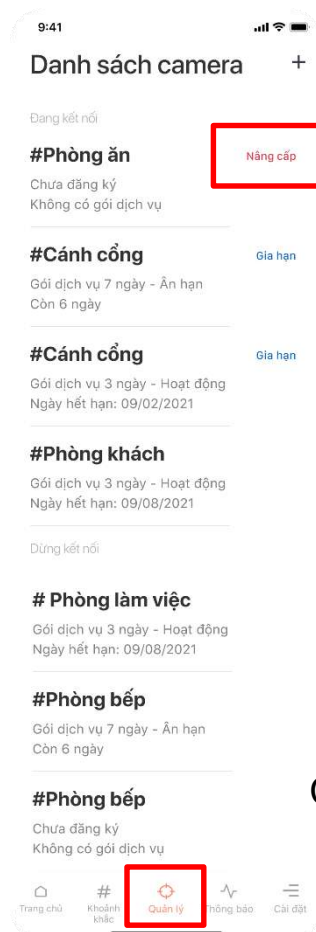 9:41
Danh sách camera +
Đang kết nối
#Phòng ăn Nâng cấp
Chưa đăng ký
Không có gói dịch vụ
#Cánh cổng Gia hạn
Gói dịch vụ 7 ngày - Ân hạn
Còn 6 ngày
#Cánh cổng Gia hạn
Gói dịch vụ 3 ngày - Hoạt động
Ngày hết hạn: 09/02/2021
#Phòng khách
Gói dịch vụ 3 ngày - Hoạt động
Ngày hết hạn: 09/08/2021
Dừng kết nối
# Phòng làm việc
Gói dịch vụ 3 ngày - Hoạt động
Ngày hết hạn: 09/08/2021
#Phòng bếp
Gói dịch vụ 7 ngày - Ân hạn
Còn 6 ngày
#Phòng bếp
Chưa đăng ký
Không có gói dịch vụ
Trang chủ Khoảnh khắc Quản lý Thông báo Cài đặt